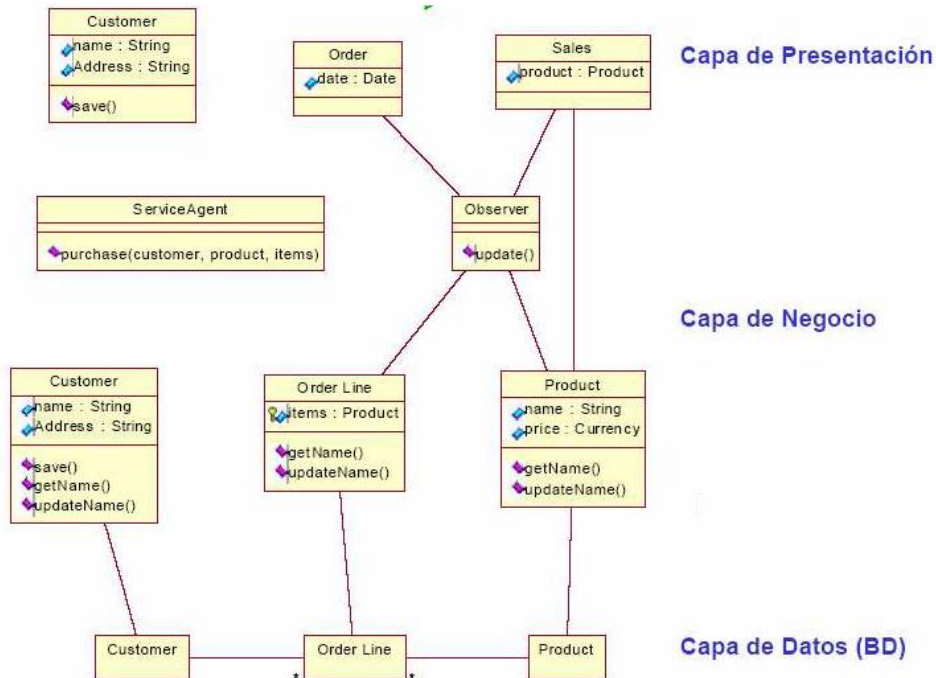 Customer
name : String
Address : String
save()
Order
date : Date
Sales
product : Product
Capa de Presentación
ServiceAgent
purchase(customer, product, items)
Observer
update()
Capa de Negocio
Customer
name : String
Address : String
save()
getName()
updateName()
Order Line
items : Product
getName()
updateName()
Product
name : String
price : Currency
getName()
updateName()
Customer
Order Line
Product
Capa de Datos (BD)
* *